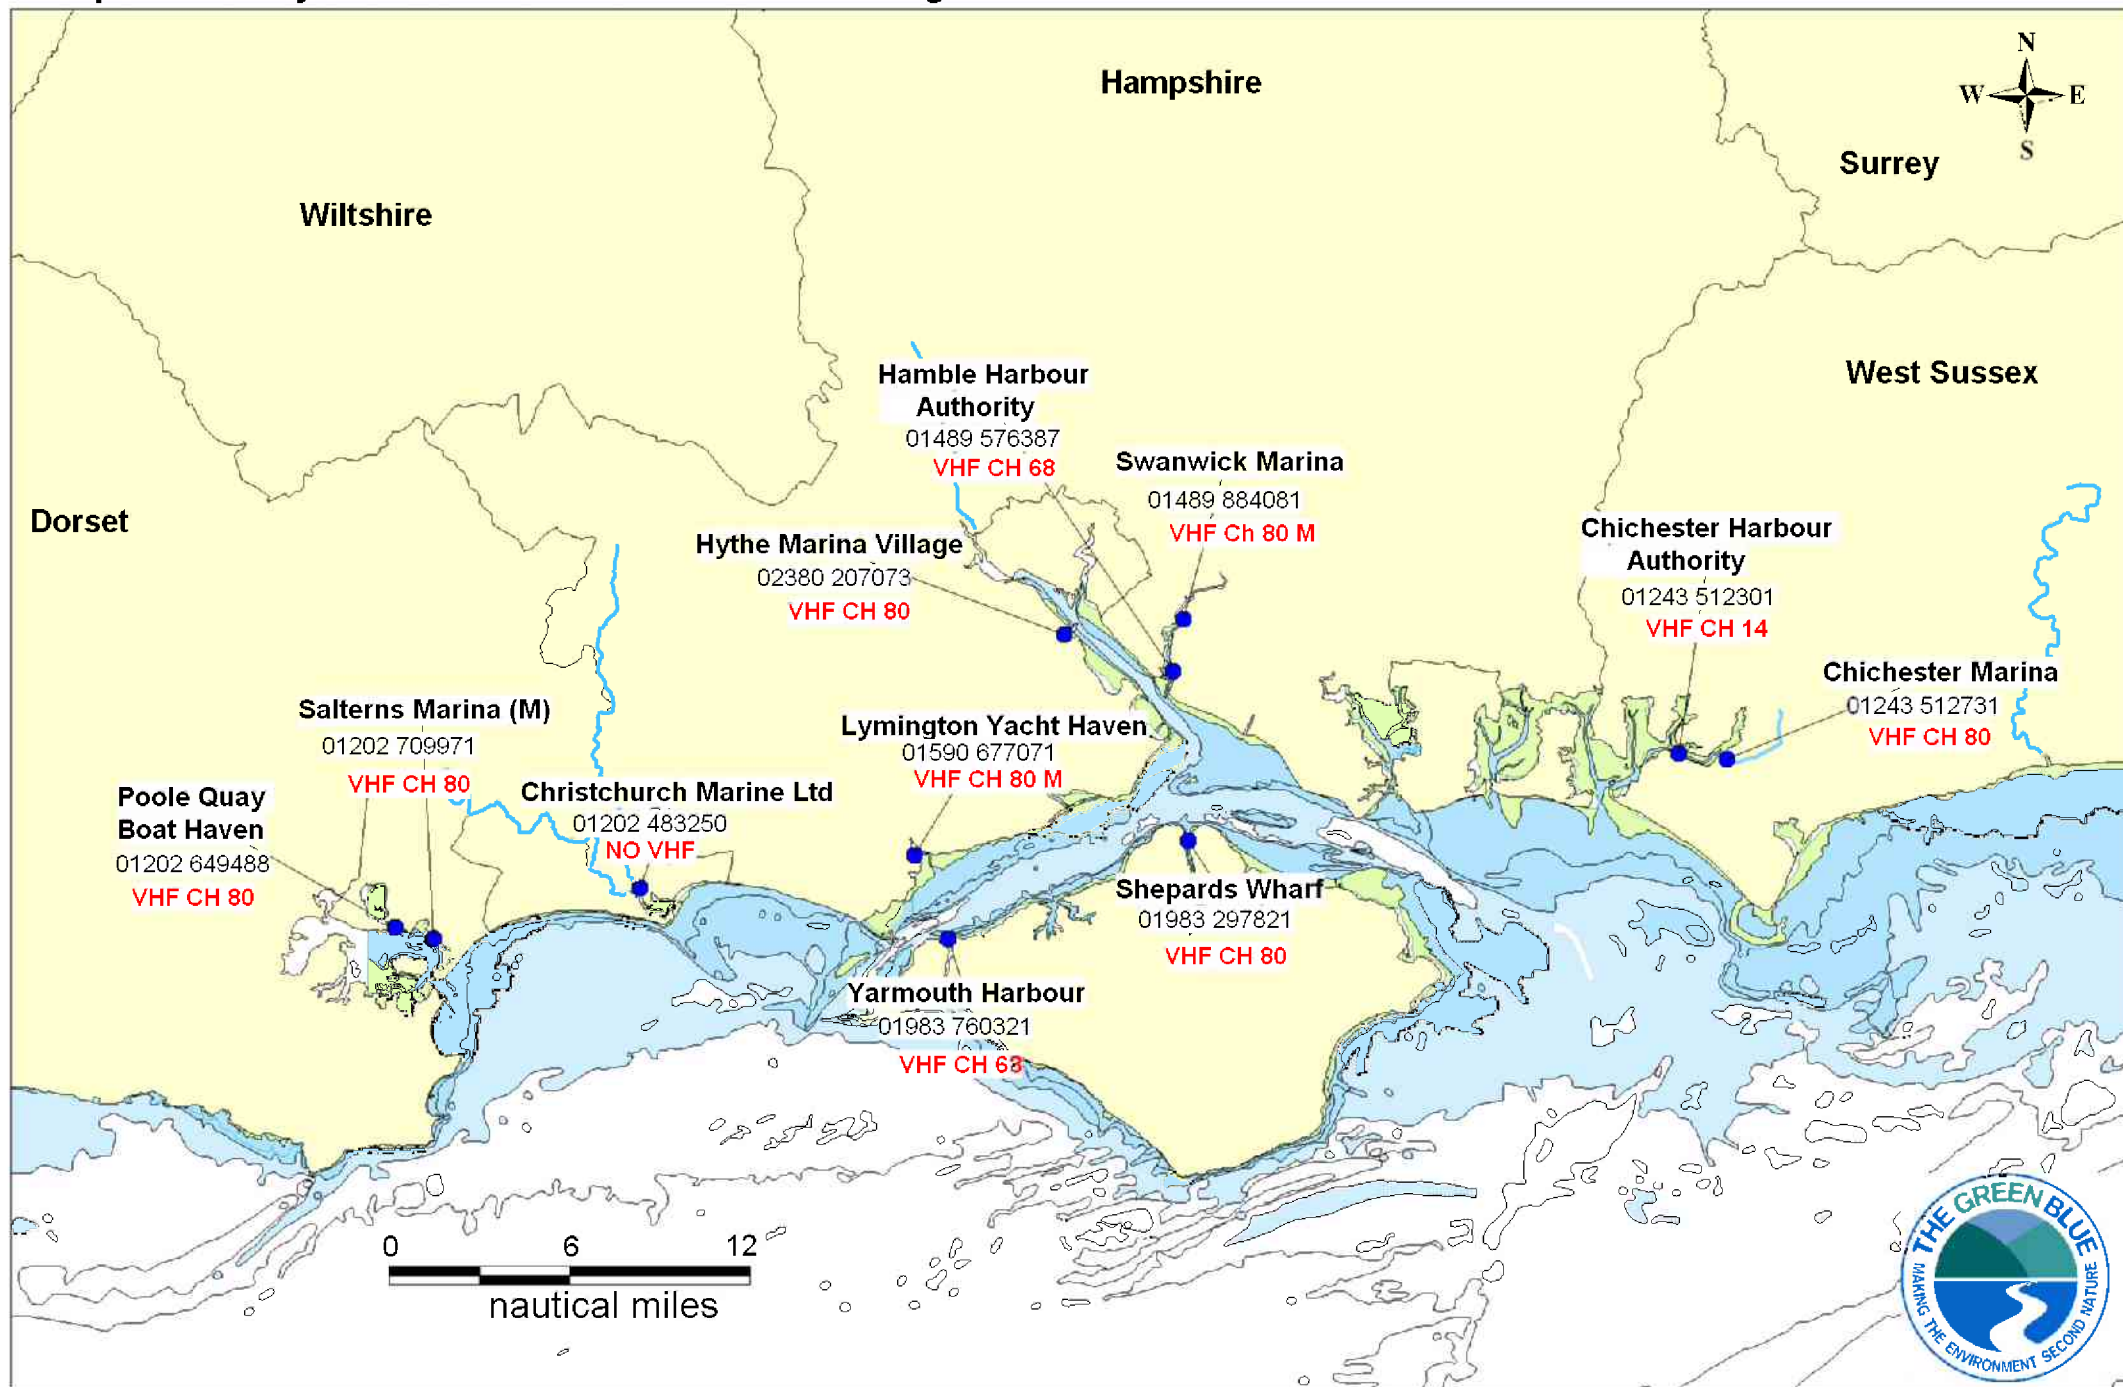 Hampshire
N
W E
S
Surrey
Wiltshire
West Sussex
Dorset
Hamble Harbour
Authority
01489 576387
VHF CH 68
Swanwick Marina
01489 884081
VHF Ch 80 M
Hythe Marina Village
02380 207073
VHF CH 80
Chichester Harbour
Authority
01243 512301
VHF CH 14
Chichester Marina
01243 512731
VHF CH 80
Salterns Marina (M)
01202 709971
VHF CH 80
Lymington Yacht Haven
01590 677071
VHF CH 80 M
Poole Quay
Boat Haven
01202 649488
VHF CH 80
Christchurch Marine Ltd
01202 483250
NO VHF
Shepards Wharf
01983 297821
VHF CH 80
Yarmouth Harbour
01983 760321
VHF CH 68
0 6 12
nautical miles
THE GREEN BLUE
MAKING THE ENVIRONMENT SECOND NATURE